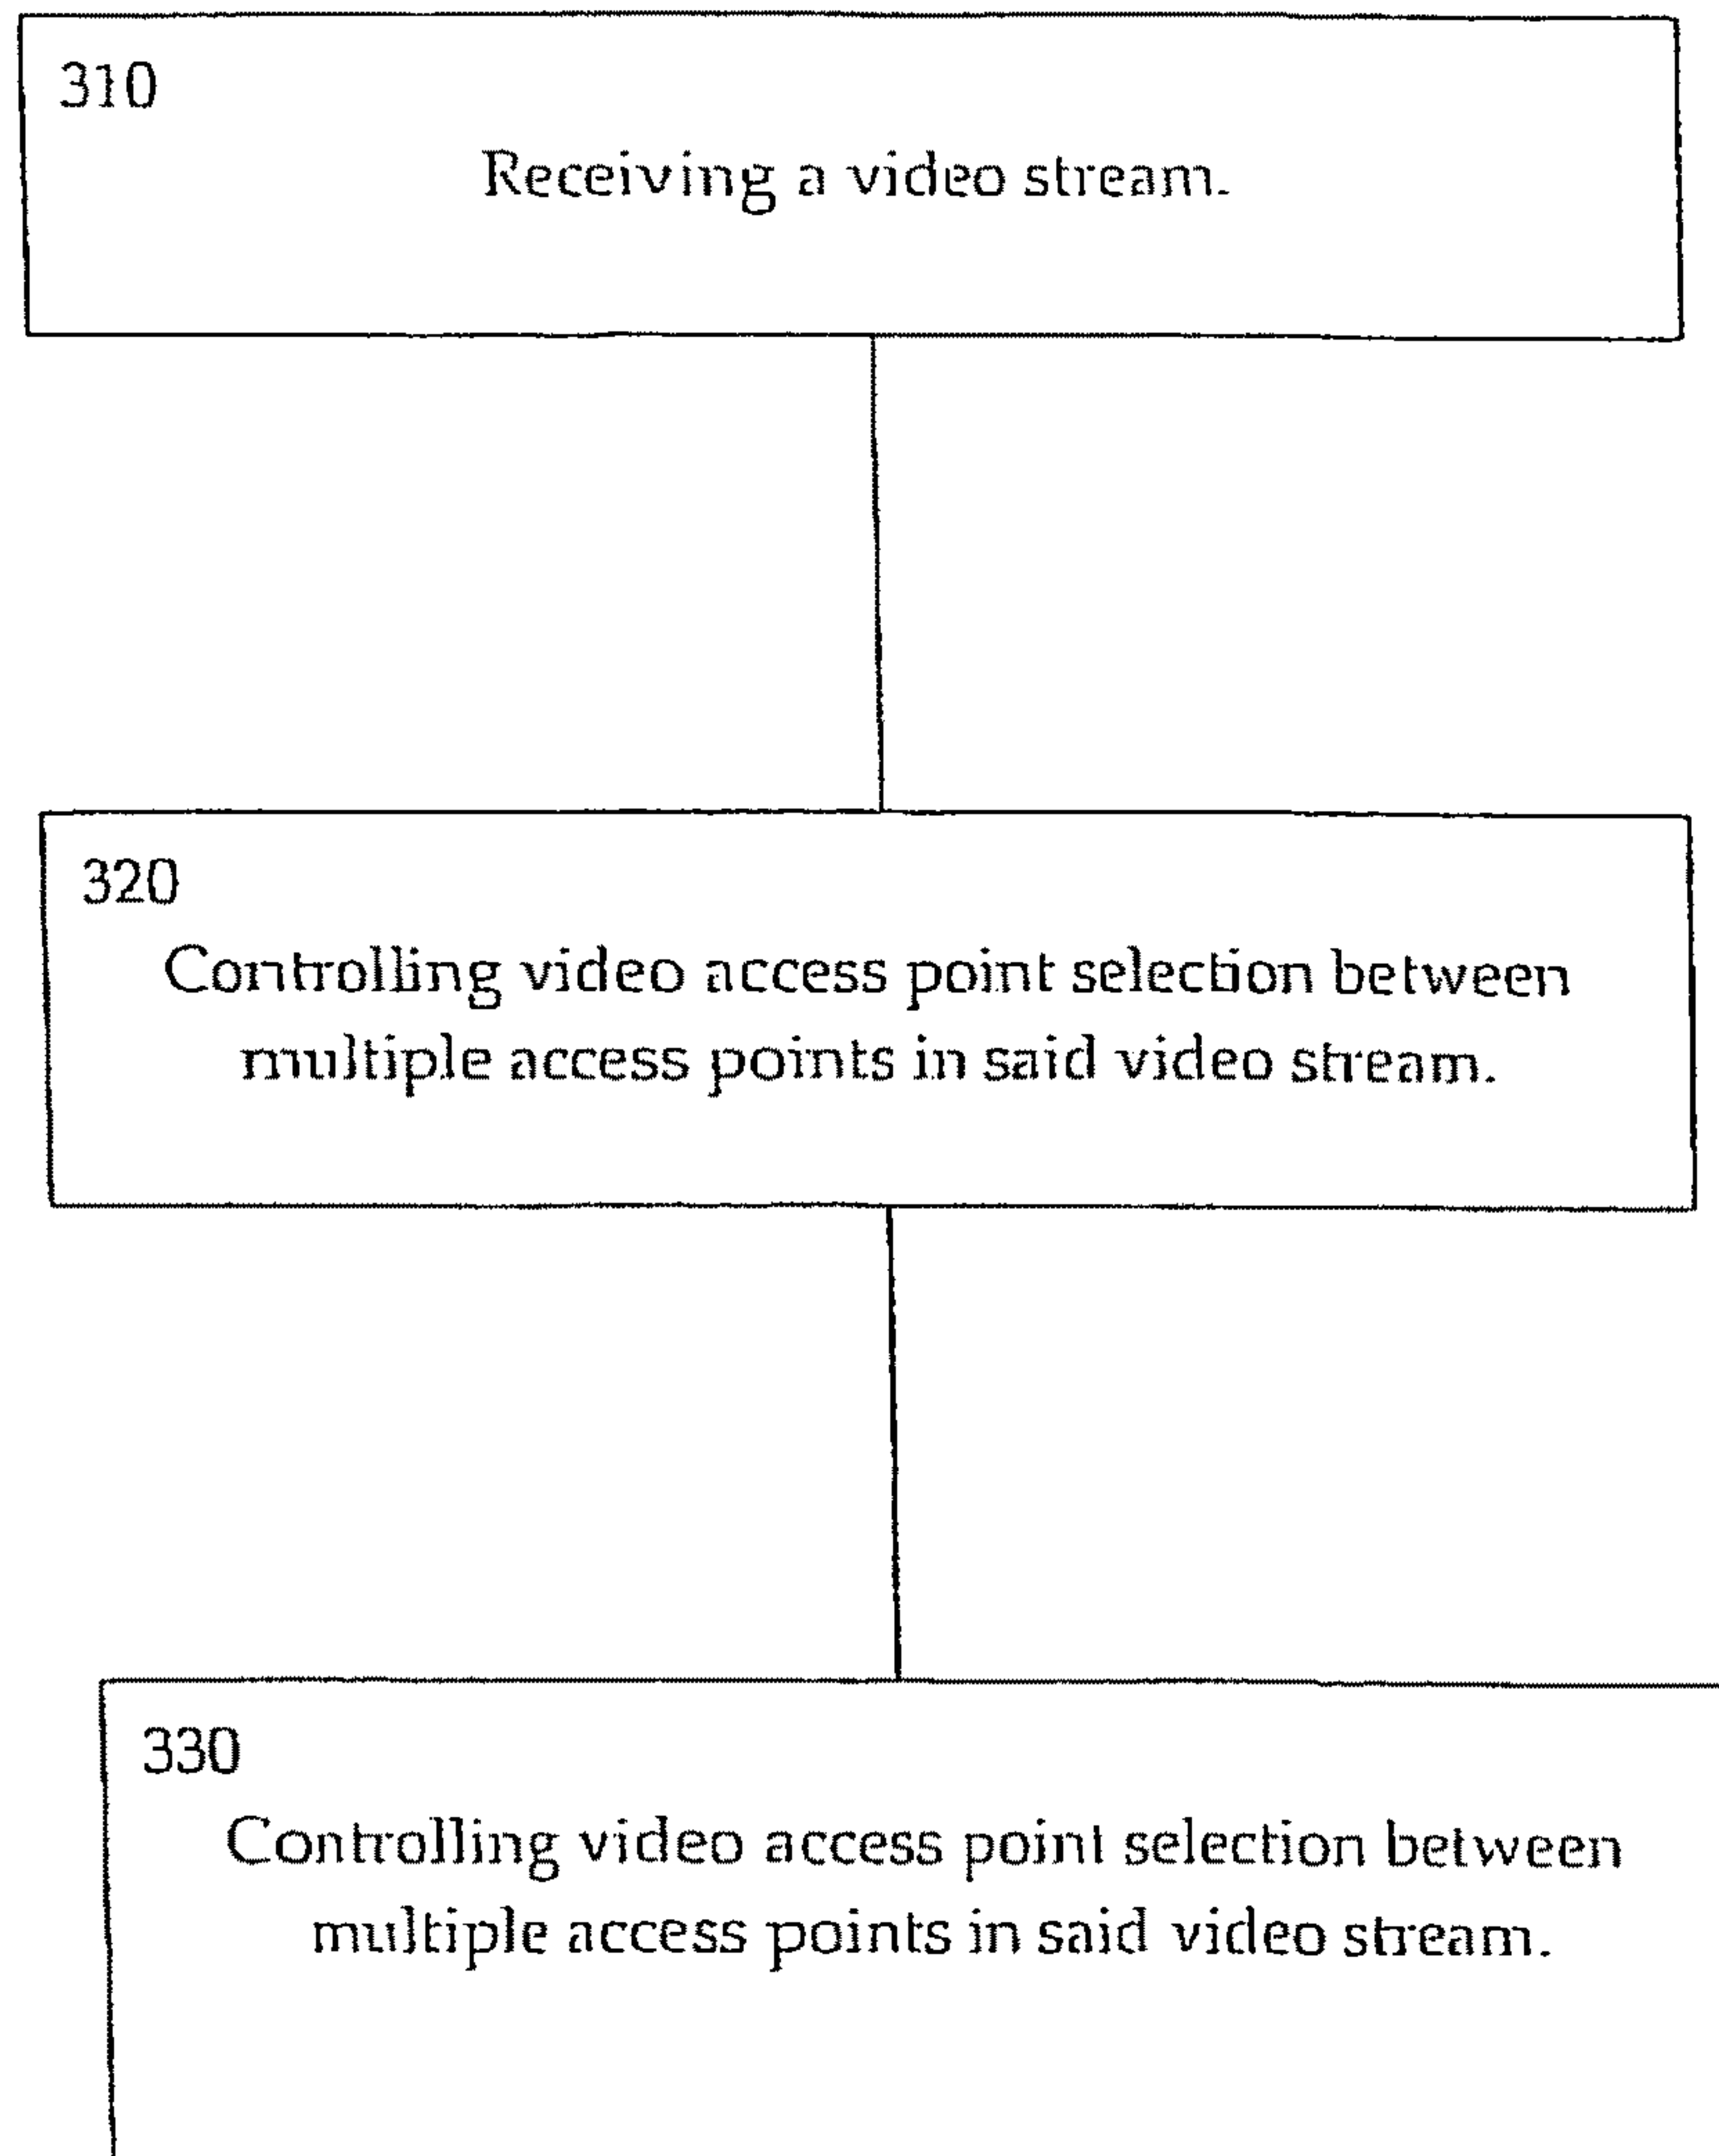 310
Receiving a video stream.
320
Controlling video access point selection between
multiple access points in said video stream.
330
Controlling video access point selection between
multiple access points in said video stream.